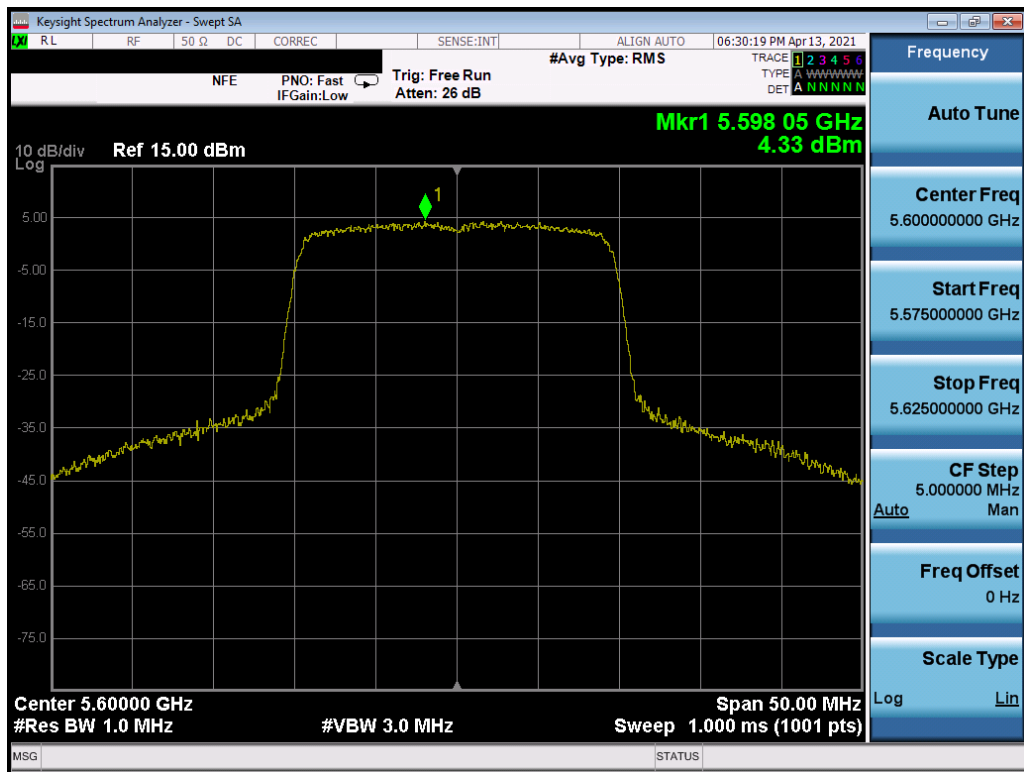 Keysight Spectrum Analyzer - Swept SA
LXI RL RF 50 Ω DC CORREC SENSE:INT ALIGN AUTO 06:30:19 PM Apr 13, 2021
NFE PNO: Fast IFGain:Low
Trig: Free Run
Atten: 26 dB
#Avg Type: RMS
TRACE 1 2 3 4 5 6
TYPE A WWWWW
DET A N N N N N
Mkr1 5.598 05 GHz
4.33 dBm
10 dB/div Ref 15.00 dBm
Log
1
5.00
-5.00
-15.0
-25.0
-35.0
-45.0
-55.0
-65.0
-75.0
Center 5.60000 GHz Span 50.00 MHz
#Res BW 1.0 MHz #VBW 3.0 MHz Sweep 1.000 ms (1001 pts)
MSG STATUS
Frequency
Auto Tune
Center Freq
5.600000000 GHz
Start Freq
5.575000000 GHz
Stop Freq
5.625000000 GHz
CF Step
5.000000 MHz
Auto Man
Freq Offset
0 Hz
Scale Type
Log Lin